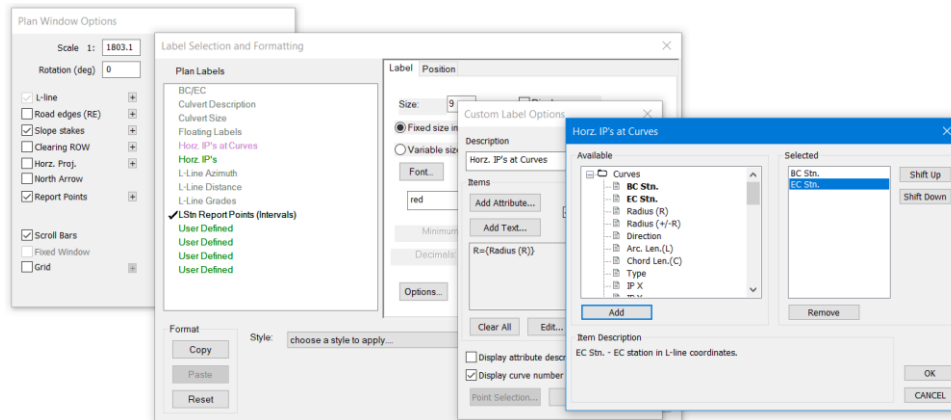 Plan Window Options
Scale 1: 1803.1
Rotation (deg) 0
L-line
Road edges (RE)
Slope stakes
Clearing ROW
Horz. Proj.
North Arrow
Report Points
Scroll Bars
Fixed Window
Grid
Label Selection and Formatting
Plan Labels
BC/EC
Culvert Description
Culvert Size
Floating Labels
Horz. IP's at Curves
Horz. IP's
L-Line Azimuth
L-Line Distance
L-Line Grades
LStn Report Points (Intervals)
User Defined
User Defined
User Defined
User Defined
Format
Copy
Paste
Reset
Style: choose a style to apply....
Label Position
Size: 9
Fixed size in
Variable size
Font...
red
Minimum
Decimals
Options...
Custom Label Options
Description
Horz. IP's at Curves
Items
Add Attribute...
Add Text...
R={Radius (R)}
Clear All Edit...
Display attribute descr
Display curve number
Point Selection...
Horz. IP's at Curves
Available
Curves
BC Stn.
EC Stn.
Radius (R)
Radius (+/-R)
Direction
Arc. Len.(L)
Chord Len.(C)
Type
IP X
Add
Selected
BC Stn.
EC Stn.
Remove
Shift Up
Shift Down
Item Description
EC Stn. - EC station in L-line coordinates.
OK
CANCEL